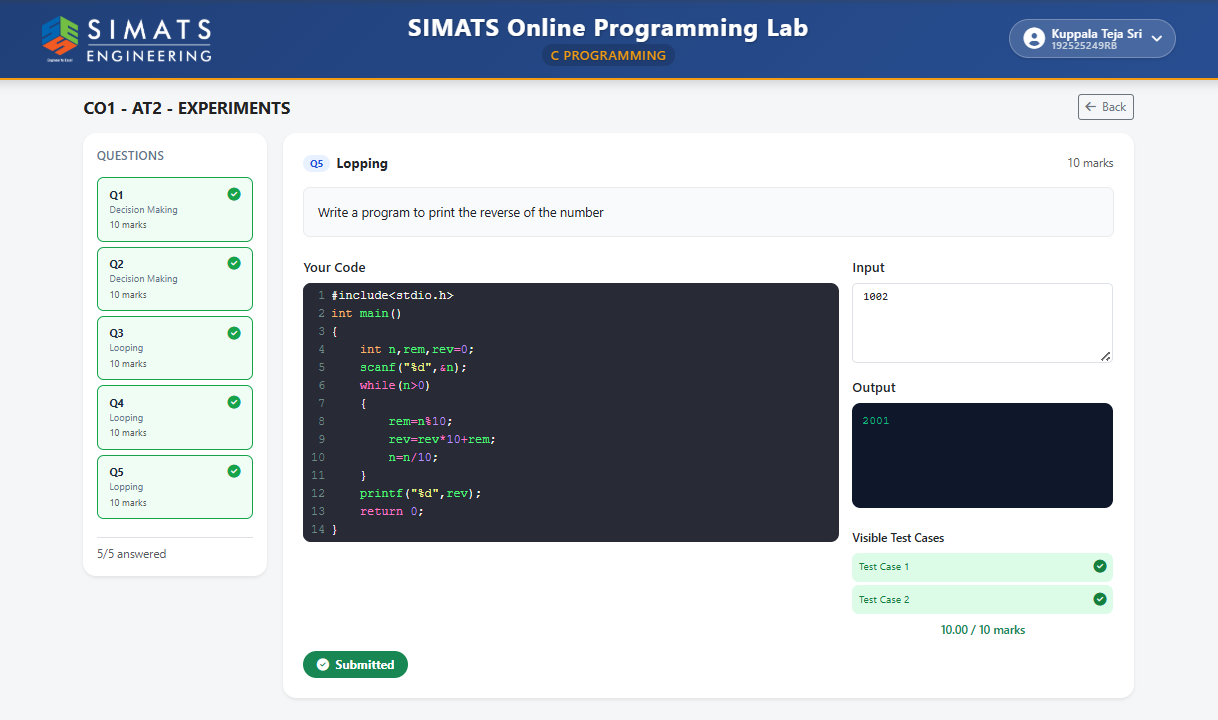 SIMATS
ENGINEERING
Engineer to Excel
SIMATS Online Programming Lab
C PROGRAMMING
Kuppala Teja Sri
192525249RB
CO1 - AT2 - EXPERIMENTS
← Back
QUESTIONS
Q1
Decision Making
10 marks
Q2
Decision Making
10 marks
Q3
Looping
10 marks
Q4
Looping
10 marks
Q5
Lopping
10 marks
5/5 answered
Q5 Lopping
10 marks
Write a program to print the reverse of the number
Your Code
1 #include<stdio.h>
2 int main()
3 {
4     int n,rem,rev=0;
5     scanf("%d",&n);
6     while(n>0)
7     {
8         rem=n%10;
9         rev=rev*10+rem;
10         n=n/10;
11     }
12     printf("%d",rev);
13     return 0;
14 }
Input
1002
Output
2001
Visible Test Cases
Test Case 1
Test Case 2
10.00 / 10 marks
Submitted